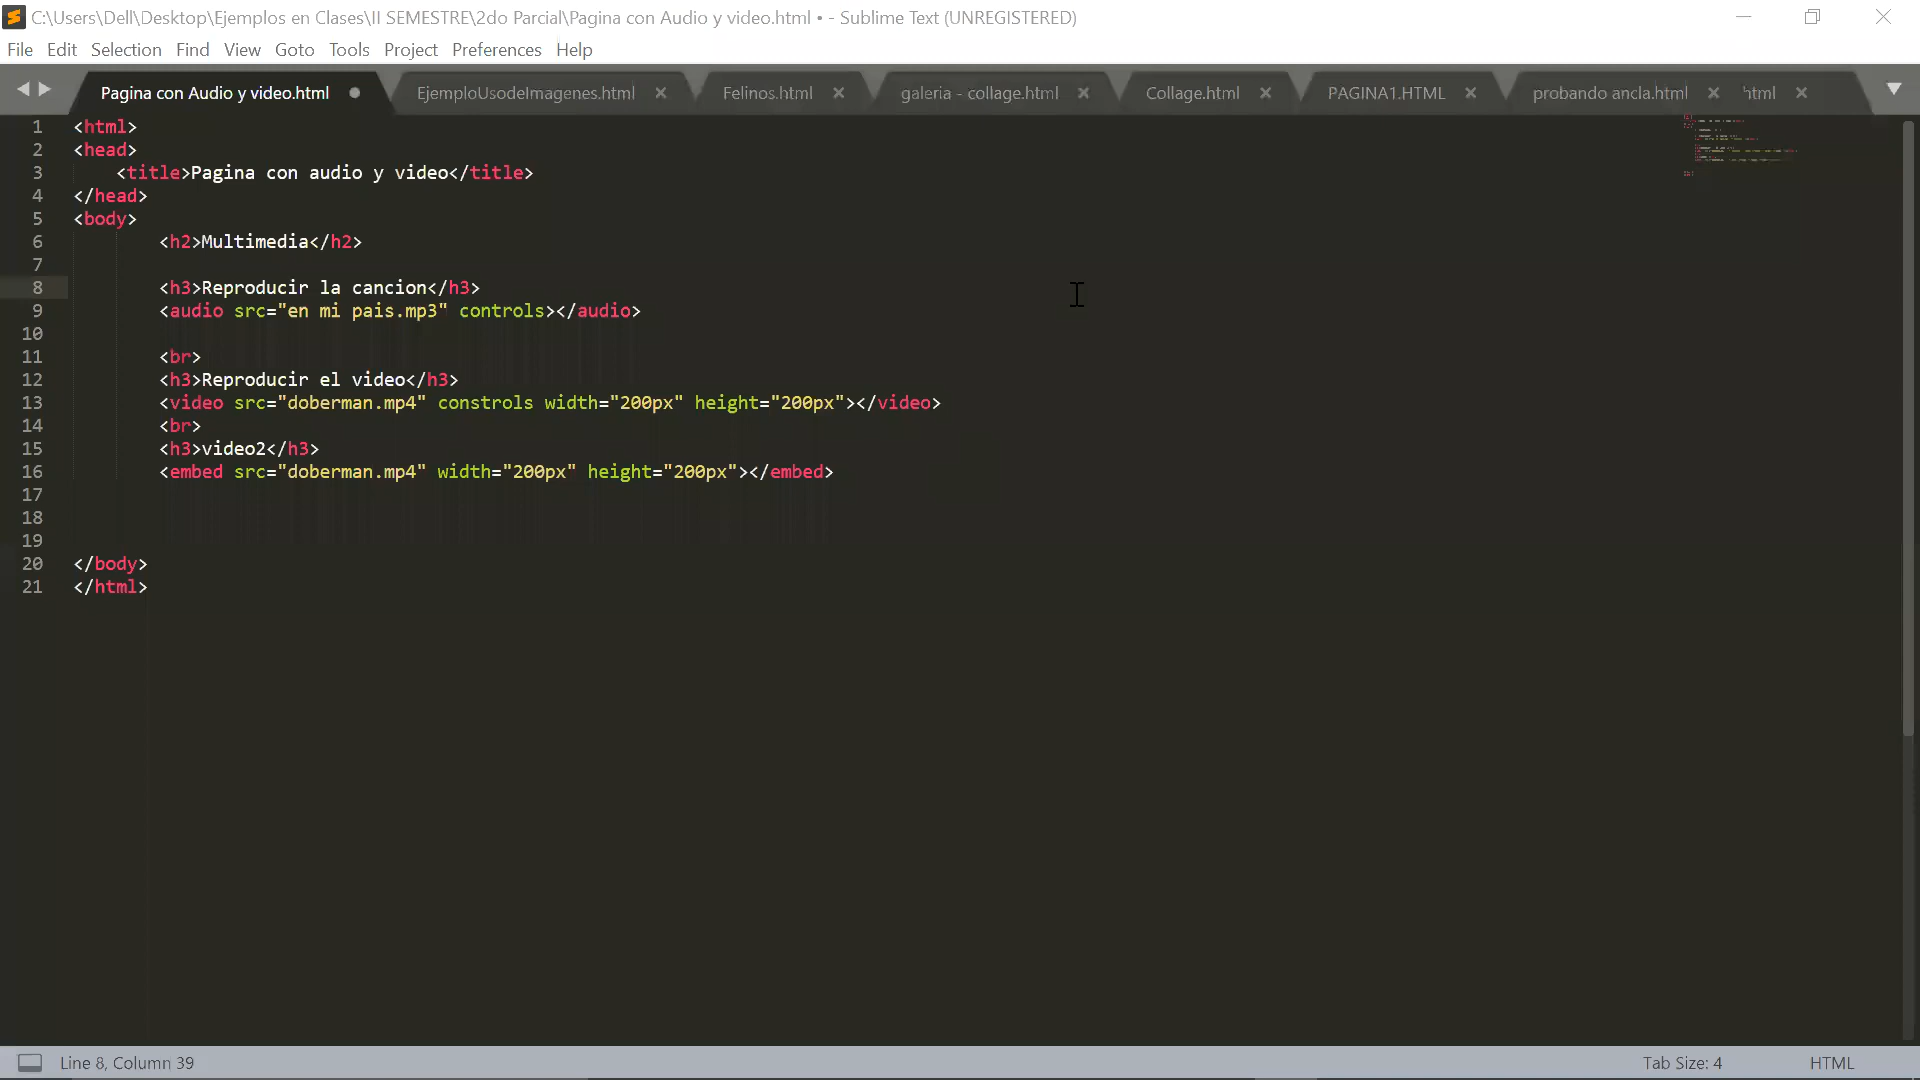 C:\Users\Dell\Desktop\Ejemplos en Clases\II SEMESTRE\2do Parcial\Pagina con Audio y video.html • - Sublime Text (UNREGISTERED)
File Edit Selection Find View Goto Tools Project Preferences Help
Pagina con Audio y video.html EjemploUsodeImagenes.html Felinos.html galeria - collage.html Collage.html PAGINA1.HTML probando ancla.html html
1 <html>
2 <head>
3 <title>Pagina con audio y video</title>
4 </head>
5 <body>
6 <h2>Multimedia</h2>
7
8 <h3>Reproducir la cancion</h3>
9 <audio src="en mi pais.mp3" controls></audio>
10
11 <br>
12 <h3>Reproducir el video</h3>
13 <video src="doberman.mp4" constrols width="200px" height="200px"></video>
14 <br>
15 <h3>video2</h3>
16 <embed src="doberman.mp4" width="200px" height="200px"></embed>
17
18
19
20 </body>
21 </html>
Line 8, Column 39 Tab Size: 4 HTML